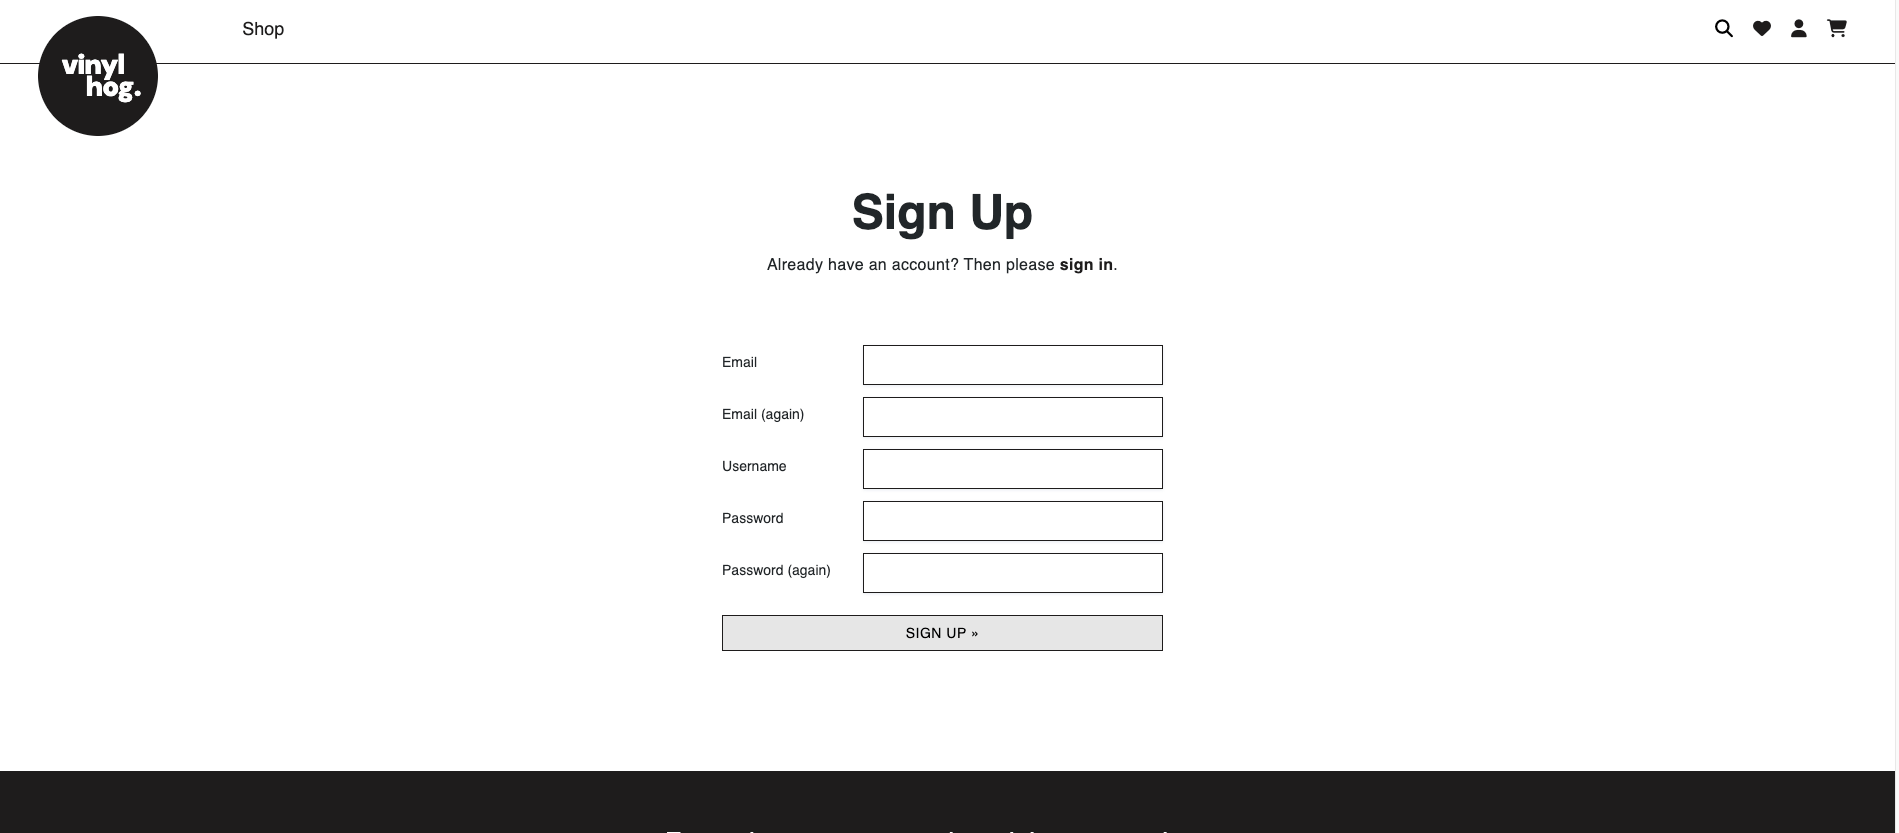 Shop
vinyl
hog.
Sign Up
Already have an account? Then please sign in.
Email
Email (again)
Username
Password
Password (again)
SIGN UP »